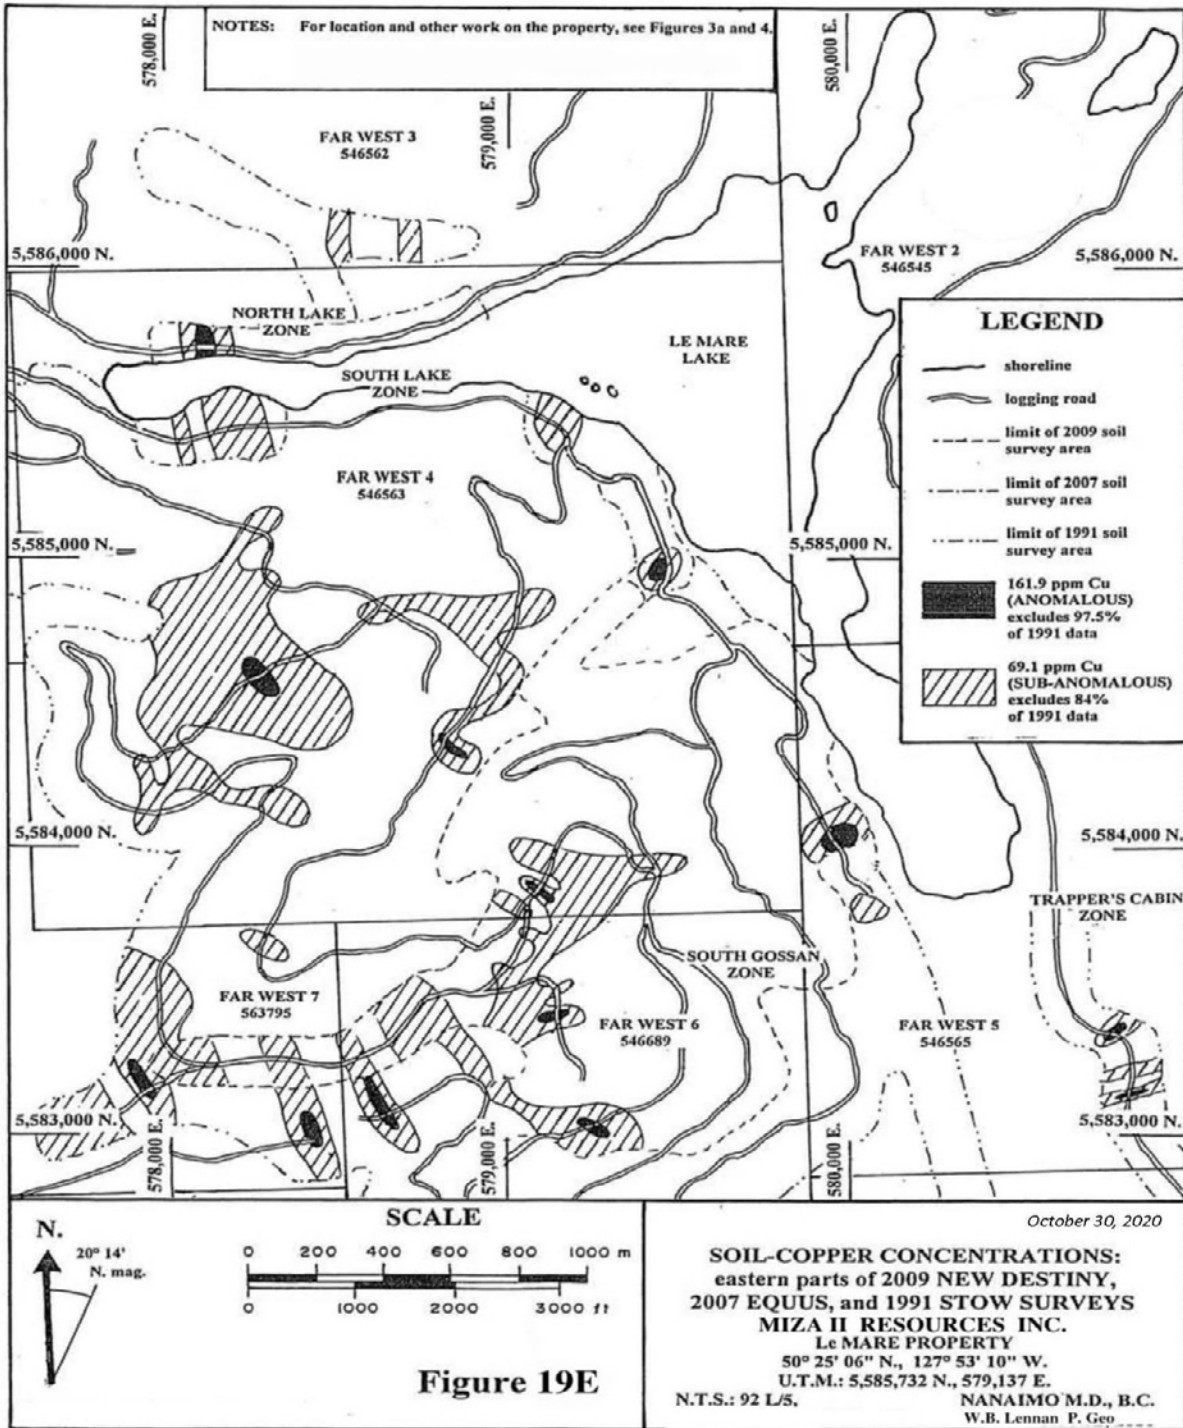 NOTES: For location and other work on the property, see Figures 3a and 4.
578,000 E.
580,000 E.
579,000 E.
FAR WEST 3
546562
5,586,000 N.
FAR WEST 2
546545
5,586,000 N.
NORTH LAKE
ZONE
LE MARE
LAKE
SOUTH LAKE
ZONE
LEGEND
shoreline
logging road
limit of 2009 soil
survey area
limit of 2007 soil
survey area
limit of 1991 soil
survey area
161.9 ppm Cu
(ANOMALOUS)
excludes 97.5%
of 1991 data
69.1 ppm Cu
(SUB-ANOMALOUS)
excludes 84%
of 1991 data
FAR WEST 4
546563
5,585,000 N.
5,585,000 N.
5,584,000 N.
5,584,000 N.
TRAPPER'S CABIN
ZONE
SOUTH GOSSAN
ZONE
FAR WEST 7
563795
FAR WEST 6
546689
FAR WEST 5
546565
5,583,000 N.
5,583,000 N.
578,000 E.
579,000 E.
580,000 E.
N.
20° 14'
N. mag.
SCALE
0 200 400 600 800 1000 m
0 1000 2000 3000 ft
Figure 19E
October 30, 2020
SOIL-COPPER CONCENTRATIONS:
eastern parts of 2009 NEW DESTINY,
2007 EQUUS, and 1991 STOW SURVEYS
MIZA II RESOURCES INC.
Le MARE PROPERTY
50° 25' 06" N., 127° 53' 10" W.
U.T.M.: 5,585,732 N., 579,137 E.
N.T.S.: 92 L/5. NANAIMO M.D., B.C.
W.B. Lennan P. Geo